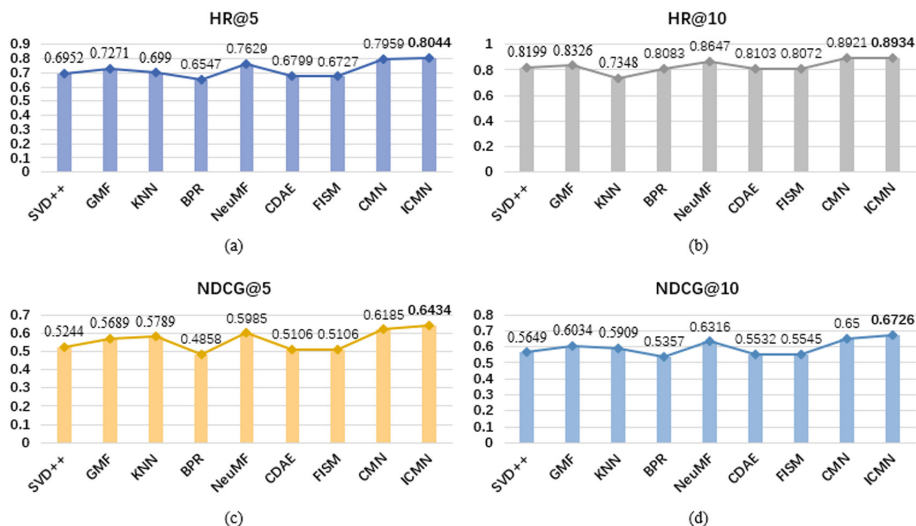 HR@5
0.9
0.8
0.7
0.6
0.5
0.4
0.3
0.2
0.1
0
0.6952 0.7271 0.699 0.6547 0.7629 0.6799 0.6727 0.7959 0.8044
SVD++ GMF KNN BPR NeuMF CDAE FISM CMN ICMN
(a)
HR@10
1
0.8
0.6
0.4
0.2
0
0.8199 0.8326 0.7348 0.8083 0.8647 0.8103 0.8072 0.8921 0.8934
SVD++ GMF KNN BPR NeuMF CDAE FISM CMN ICMN
(b)
NDCG@5
0.7
0.6
0.5
0.4
0.3
0.2
0.1
0
0.5244 0.5689 0.5789 0.4858 0.5985 0.5106 0.5106 0.6185 0.6434
SVD++ GMF KNN BPR NeuMF CDAE FISM CMN ICMN
(c)
NDCG@10
0.8
0.7
0.6
0.5
0.4
0.3
0.2
0.1
0
0.5649 0.6034 0.5909 0.5357 0.6316 0.5532 0.5545 0.65 0.6726
SVD++ GMF KNN BPR NeuMF CDAE FISM CMN ICMN
(d)